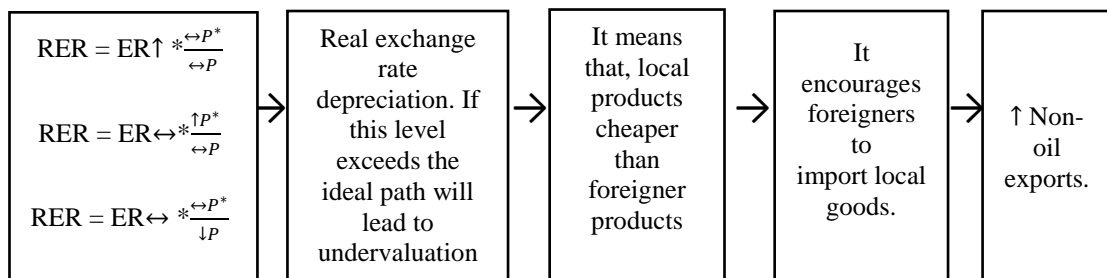 RER = ER↑ *↔P*/↔P
RER = ER↔*↑P*/↔P
RER = ER↔ *↔P*/↓P
Real exchange
rate
depreciation. If
this level
exceeds the
ideal path will
lead to
undervaluation
It means
that, local
products
cheaper
than
foreigner
products
It
encourages
foreigners
to
import local
goods.
↑ Non-
oil
exports.